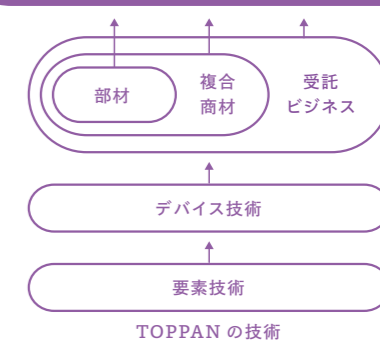 部材
複合
商材
受託
ビジネス
デバイス技術
要素技術
TOPPAN の技術